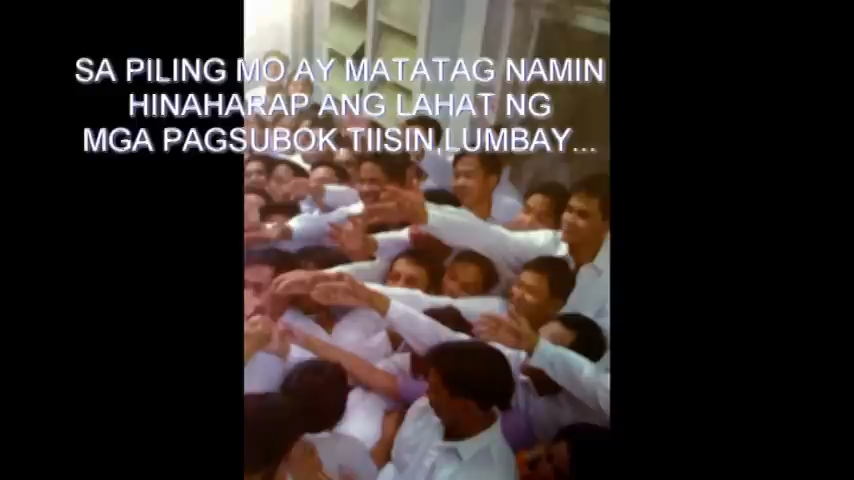 SA PILING MO AY MATATAG NAMIN
HINAHARAP ANG LAHAT NG
MGA PAGSUBOK,TIISIN,LUMBAY...